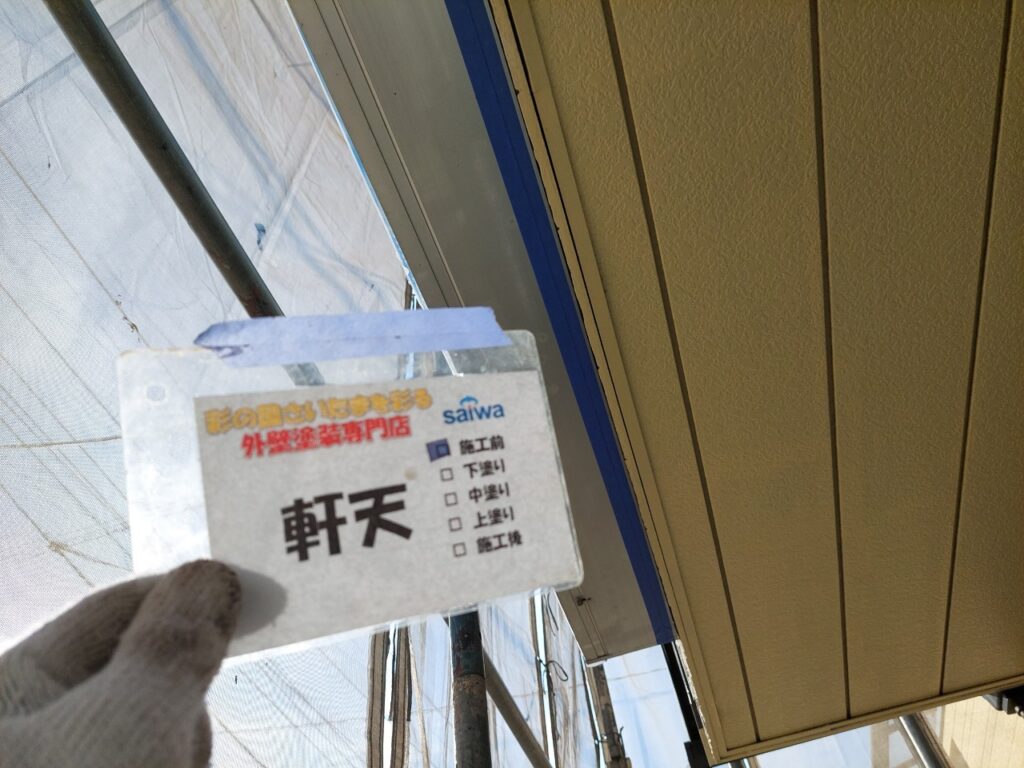 彩の国さいたまを彩る
外壁塗装専門店
saiwa
軒天
施工前
下塗り
中塗り
上塗り
施工後